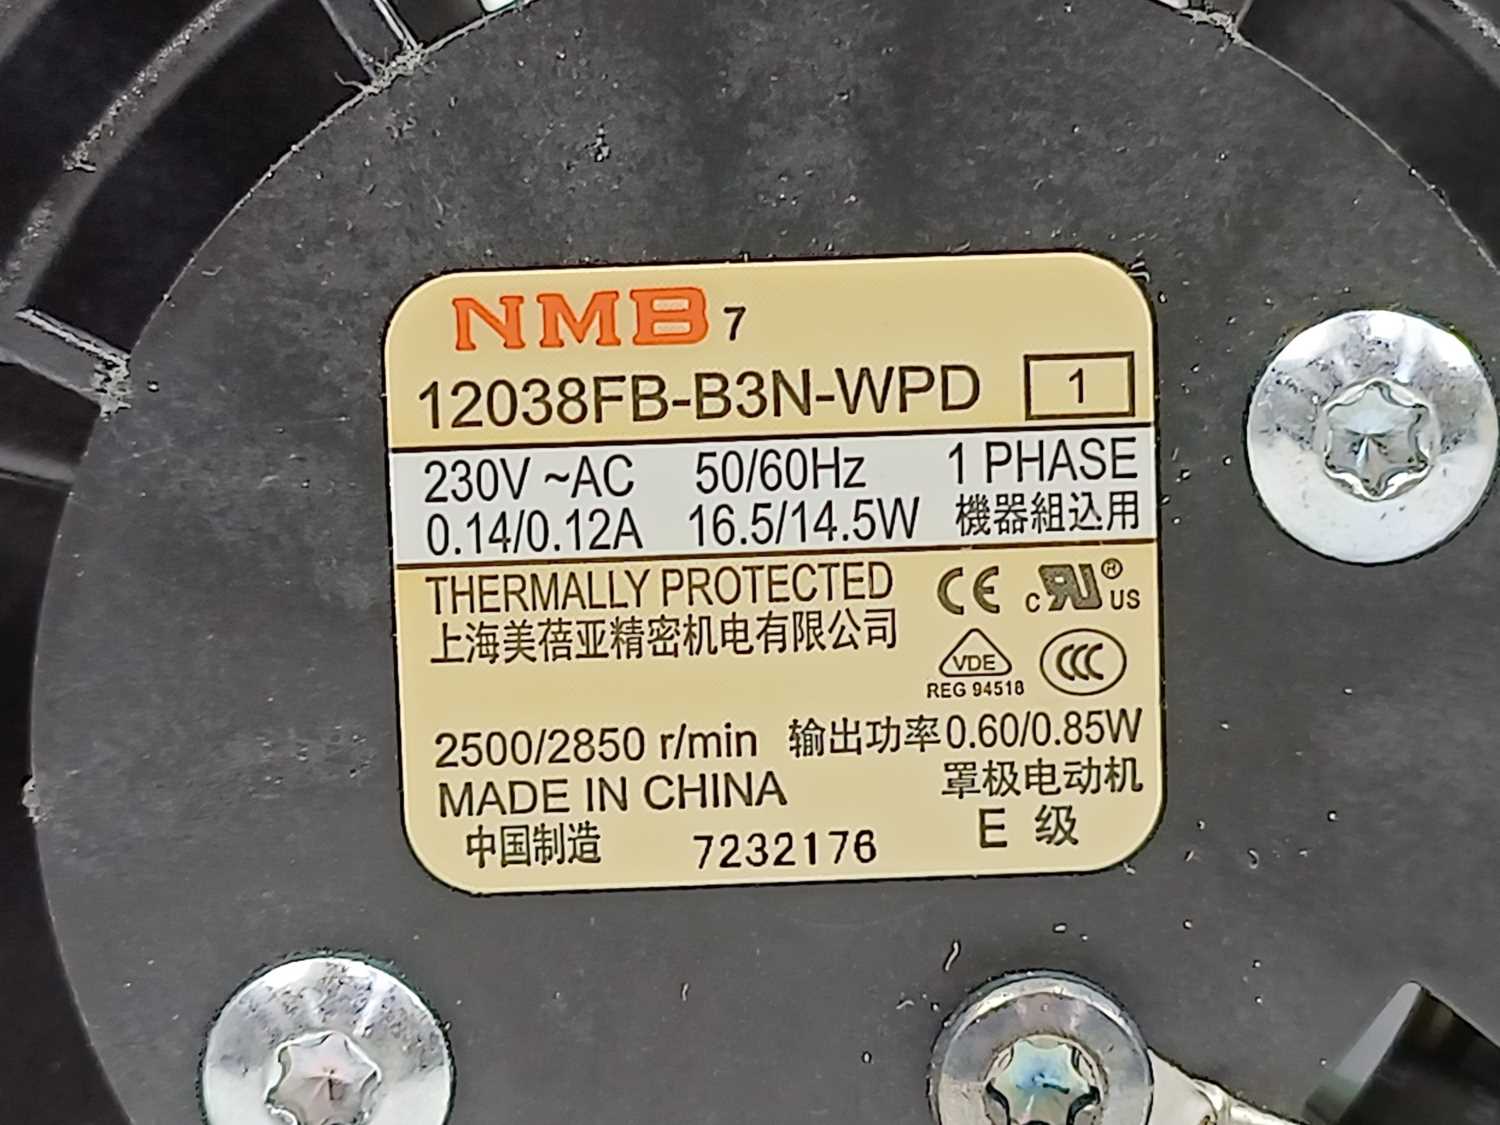 NMB 7
12038FB-B3N-WPD 1
230V ~AC 50/60Hz 1 PHASE
0.14/0.12A 16.5/14.5W 機器組込用
THERMALLY PROTECTED CE c RU ® US
上海美蓓亚精密机电有限公司
VDE CCC
REG 94518
2500/2850 r/min 输出功率0.60/0.85W
MADE IN CHINA 罩极电动机
中国制造 7232176 E 级